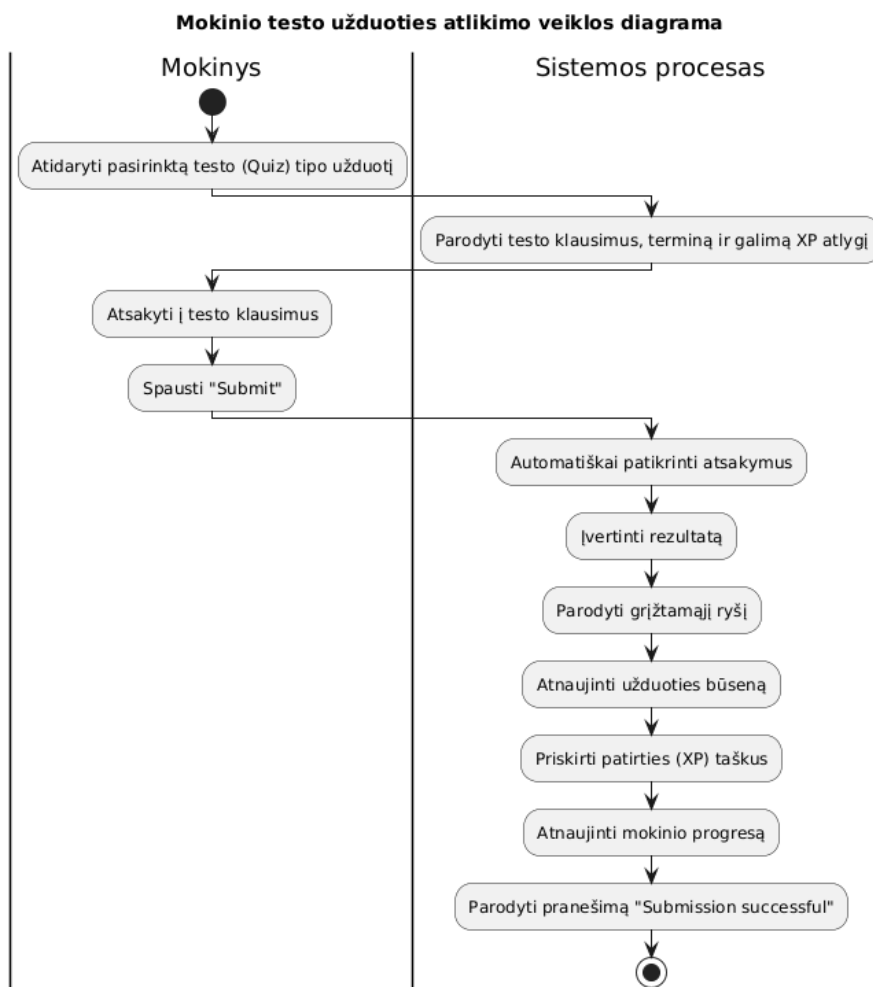 Mokinio testo užduoties atlikimo veiklos diagrama
Mokinys
Sistemos procesas
Atidaryti pasirinktą testo (Quiz) tipo užduotį
Parodyti testo klausimus, terminą ir galimą XP atlygį
Atsakyti į testo klausimus
Spausti "Submit"
Automatiškai patikrinti atsakymus
Įvertinti rezultatą
Parodyti grįžtamąjį ryšį
Atnaujinti užduoties būseną
Priskirti patirties (XP) taškus
Atnaujinti mokinio progresą
Parodyti pranešimą "Submission successful"